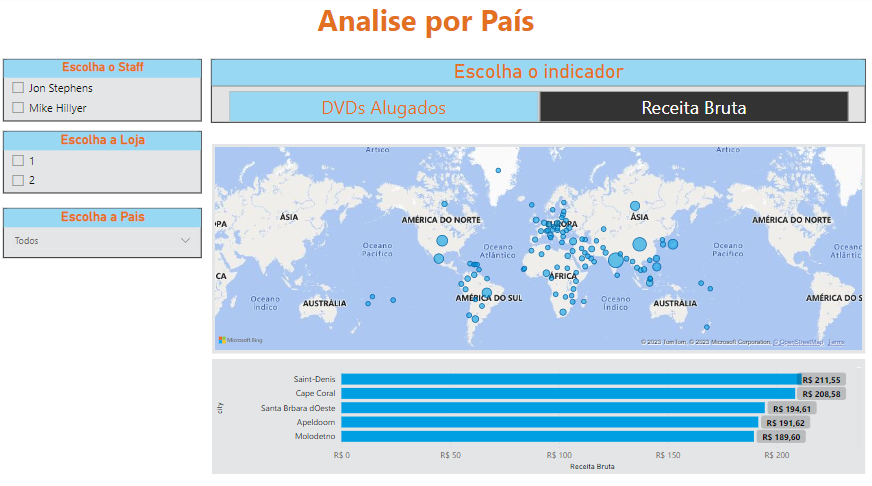 Analise por País
Escolha o Staff
Jon Stephens
Mike Hillyer
Escolha a Loja
1
2
Escolha a Pais
Todos
Escolha o indicador
DVDs Alugados
Receita Bruta
Ártico
Ártico
ÁSIA
AMÉRICA DO NORTE
EUROPA
ÁSIA
AMÉRICA DO NORTE
OPA
Oceano
Pacífico
Oceano
Atlântico
Oceano
Pacífico
Oceano
Atlântico
ICA
ÁFRICA
Oceano
Índico
AUSTRÁLIA
AMÉRICA DO SUL
Oceano
Índico
AUSTRÁLIA
AMÉRICA DO S
Microsoft Bing
© 2023 TomTom, © 2023 Microsoft Corporation, © OpenStreetMap Terms
city
Saint-Denis R$ 211,55
Cape Coral R$ 208,58
Santa Brbara dOeste R$ 194,61
Apeldoorn R$ 191,62
Molodetno R$ 189,60
R$ 0 R$ 50 R$ 100 R$ 150 R$ 200
Receita Bruta